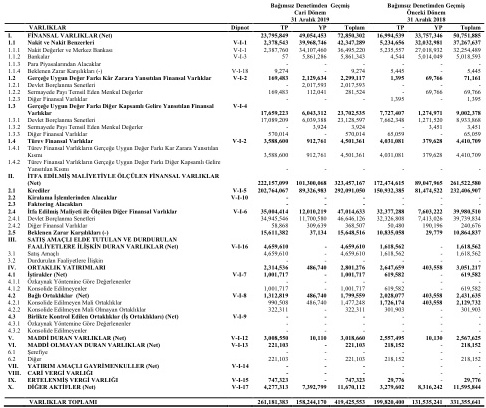 Bağımsız Denetimden Geçmiş Bağımsız Denetimden Geçmiş
Cari Dönem Önceki Dönem
31 Aralık 2019 31 Aralık 2018
VARLIKLAR Dipnot TP YP Toplam TP YP Toplam
I. FİNANSAL VARLIKLAR (Net) 23,795,849 49,054,453 72,850,302 16,994,539 33,757,346 50,751,885
1.1 Nakit ve Nakit Benzerleri V-I-1 2,378,543 39,968,746 42,347,289 5,234,656 32,032,981 37,267,637
1.1.1 Nakit Değerler ve Merkez Bankası V-I-1 2,387,760 34,107,460 36,495,220 5,235,557 27,018,932 32,254,489
1.1.2 Bankalar V-I-3 57 5,861,286 5,861,343 4,544 5,014,049 5,018,593
1.1.3 Para Piyasalarından Alacaklar - - - - - -
1.1.4 Beklenen Zarar Karşılıkları (-) V-I-18 9,274 - 9,274 5,445 - 5,445
1.2 Gerçeğe Uygun Değer Farkı Kâr Zarara Yansıtılan Finansal Varlıklar V-I-2 169,483 2,129,634 2,299,117 1,395 69,766 71,161
1.2.1 Devlet Borçlanma Senetleri - 2,017,593 2,017,593 - - -
1.2.2 Sermayede Payı Temsil Eden Menkul Değerler 169,483 112,041 281,524 - 69,766 69,766
1.2.3 Diğer Finansal Varlıklar - - - 1,395 - 1,395
1.3 Gerçeğe Uygun Değer Farkı Diğer Kapsamlı Gelire Yansıtılan Finansal
Varlıklar V-I-4 17,659,223 6,043,312 23,702,535 7,727,407 1,274,971 9,002,378
1.3.1 Devlet Borçlanma Senetleri 17,089,209 6,039,388 23,128,597 7,662,348 1,271,520 8,933,868
1.3.2 Sermayede Payı Temsil Eden Menkul Değerler - 3,924 3,924 - 3,451 3,451
1.3.3 Diğer Finansal Varlıklar 570,014 - 570,014 65,059 - 65,059
1.4 Türev Finansal Varlıklar V-I-2 3,588,600 912,761 4,501,361 4,031,081 379,628 4,410,709
1.4.1 Türev Finansal Varlıkların Gerçeğe Uygun Değer Farkı Kar Zarara Yansıtılan
Kısmı 3,588,600 912,761 4,501,361 4,031,081 379,628 4,410,709
1.4.2 Türev Finansal Varlıkların Gerçeğe Uygun Değer Farkı Diğer Kapsamlı Gelire
Yansıtılan Kısmı - - - - - -
II. İTFA EDİLMİŞ MALİYETİYLE ÖLÇÜLEN FİNANSAL VARLIKLAR
(Net) 222,157,099 101,300,068 323,457,167 172,474,615 89,047,965 261,522,580
2.1 Krediler V-I-5 202,764,067 89,326,983 292,091,050 150,932,385 81,474,522 232,406,907
2.2 Kiralama İşlemlerinden Alacaklar V-I-10 - - - - - -
2.3 Faktoring Alacakları - - - - - -
2.4 İtfa Edilmiş Maliyeti ile Ölçülen Diğer Finansal Varlıklar V-I-6 35,004,414 12,010,219 47,014,633 32,377,288 7,603,222 39,980,510
2.4.1 Devlet Borçlanma Senetleri 34,945,546 11,700,580 46,646,126 32,326,808 7,413,026 39,739,834
2.4.2 Diğer Finansal Varlıklar 58,868 309,639 368,507 50,480 190,196 240,676
2.5 Beklenen Zarar Karşılıkları (-) 15,611,382 37,134 15,648,516 10,835,058 29,779 10,864,837
III. SATIŞ AMAÇLI ELDE TUTULAN VE DURDURULAN
FAALİYETLERE İLİŞKİN DURAN VARLIKLAR (Net) V-I-16 4,659,610 - 4,659,610 1,618,562 - 1,618,562
3.1 Satış Amaçlı 4,659,610 - 4,659,610 1,618,562 - 1,618,562
3.2 Durdurulan Faaliyetlere İlişkin - - - - - -
IV. ORTAKLIK YATIRIMLARI 2,314,536 486,740 2,801,276 2,647,659 403,558 3,051,217
4.1 İştirakler (Net) V-I-7 1,001,717 - 1,001,717 619,582 - 619,582
4.1.1 Özkaynak Yöntemine Göre Değerlenenler - - - - - -
4.1.2 Konsolide Edilmeyenler 1,001,717 - 1,001,717 619,582 - 619,582
4.2 Bağlı Ortaklıklar (Net) V-I-8 1,312,819 486,740 1,799,559 2,028,077 403,558 2,431,635
4.2.1 Konsolide Edilmeyen Mali Ortaklıklar 990,508 486,740 1,477,248 1,726,174 403,558 2,129,732
4.2.2 Konsolide Edilmeyen Mali Olmayan Ortaklıklar 322,311 - 322,311 301,903 - 301,903
4.3 Birlikte Kontrol Edilen Ortaklıklar (İş Ortaklıkları) (Net) V-I-9 - - - - - -
4.3.1 Özkaynak Yöntemine Göre Değerlenenler - - - - - -
4.3.2 Konsolide Edilmeyenler - - - - - -
V. MADDİ DURAN VARLIKLAR (Net) V-I-12 3,008,550 10,110 3,018,660 2,557,495 10,130 2,567,625
VI. MADDİ OLMAYAN DURAN VARLIKLAR (Net) V-I-13 221,103 - 221,103 218,152 - 218,152
6.1 Şerefiye - - - - - -
6.2 Diğer 221,103 - 221,103 218,152 - 218,152
VII. YATIRIM AMAÇLI GAYRİMENKULLER (Net) V-I-14 - - - - - -
VIII. CARİ VERGİ VARLIĞI - - - - - -
IX. ERTELENMİŞ VERGİ VARLIĞI V-I-15 747,323 - 747,323 29,776 - 29,776
X. DİĞER AKTİFLER (Net) V-I-17 4,277,313 7,392,799 11,670,112 3,279,602 8,316,242 11,595,844
VARLIKLAR TOPLAMI 261,181,383 158,244,170 419,425,553 199,820,400 131,535,241 331,355,641